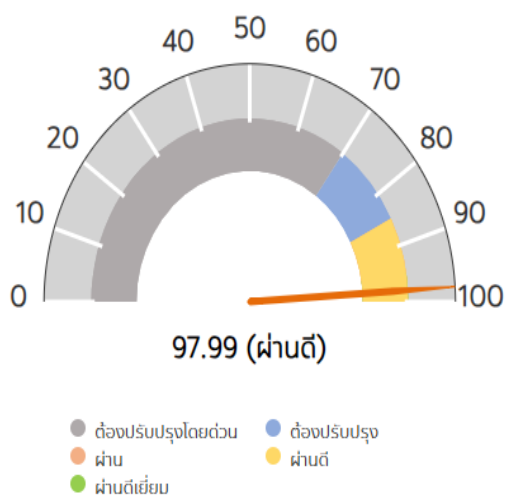 50
40 60
30 70
20 80
10 90
0 100
97.99 (ผ่านดี)
ต้องปรับปรุงโดยด่วน ต้องปรับปรุง
ผ่าน ผ่านดี
ผ่านดีเยี่ยม